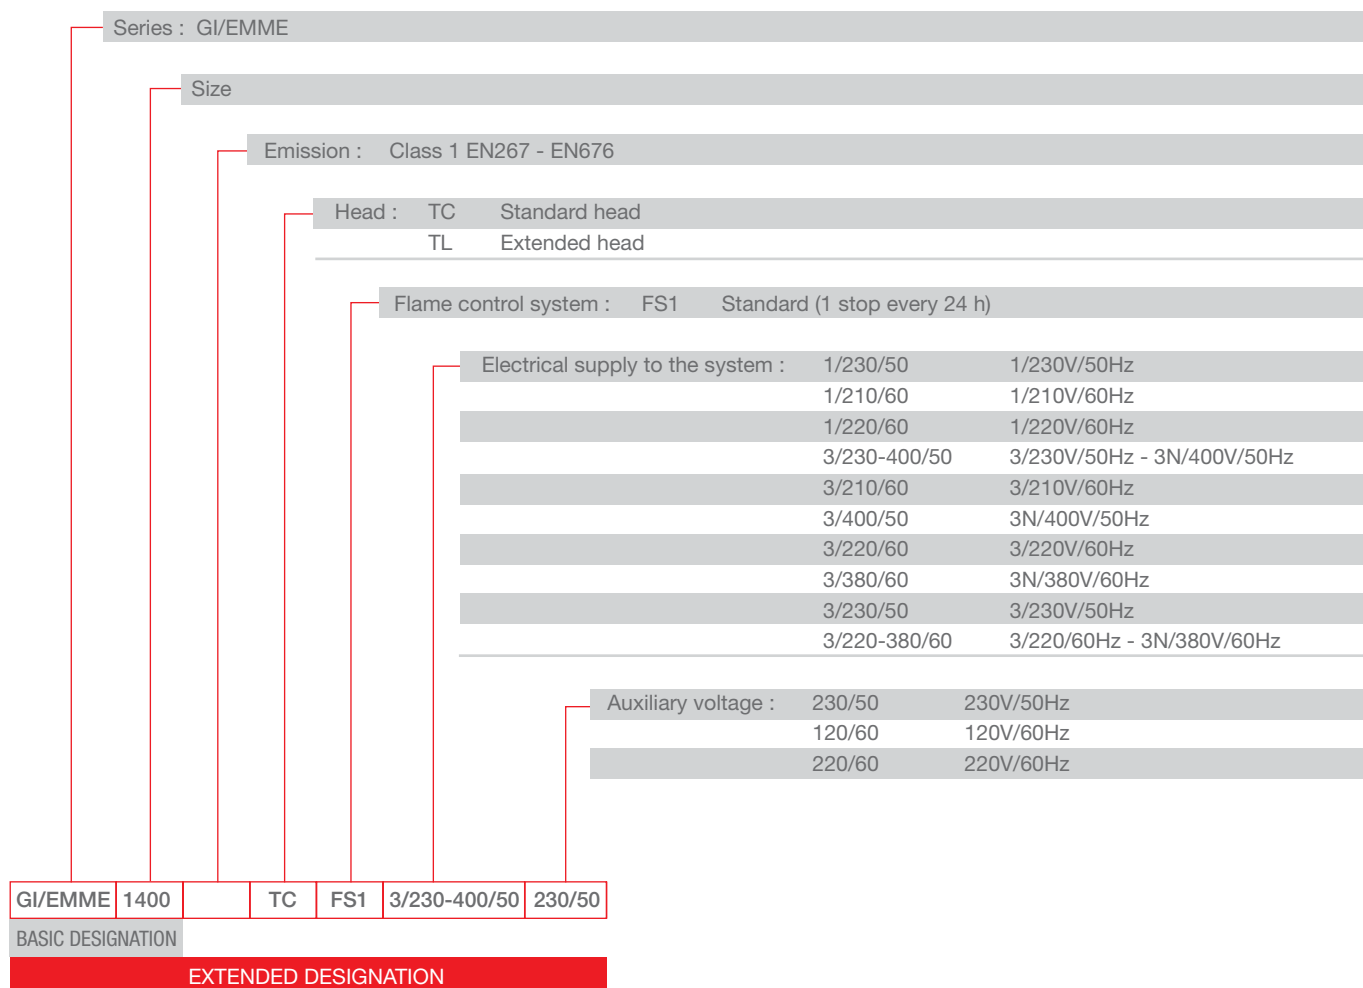 Series : GI/EMME
Size
Emission : Class 1 EN267 - EN676
Head : TC Standard head
TL Extended head
Flame control system : FS1 Standard (1 stop every 24 h)
Electrical supply to the system : 1/230/50 1/230V/50Hz
1/210/60 1/210V/60Hz
1/220/60 1/220V/60Hz
3/230-400/50 3/230V/50Hz - 3N/400V/50Hz
3/210/60 3/210V/60Hz
3/400/50 3N/400V/50Hz
3/220/60 3/220V/60Hz
3/380/60 3N/380V/60Hz
3/230/50 3/230V/50Hz
3/220-380/60 3/220/60Hz - 3N/380V/60Hz
Auxiliary voltage : 230/50 230V/50Hz
120/60 120V/60Hz
220/60 220V/60Hz
GI/EMME 1400 TC FS1 3/230-400/50 230/50
BASIC DESIGNATION
EXTENDED DESIGNATION